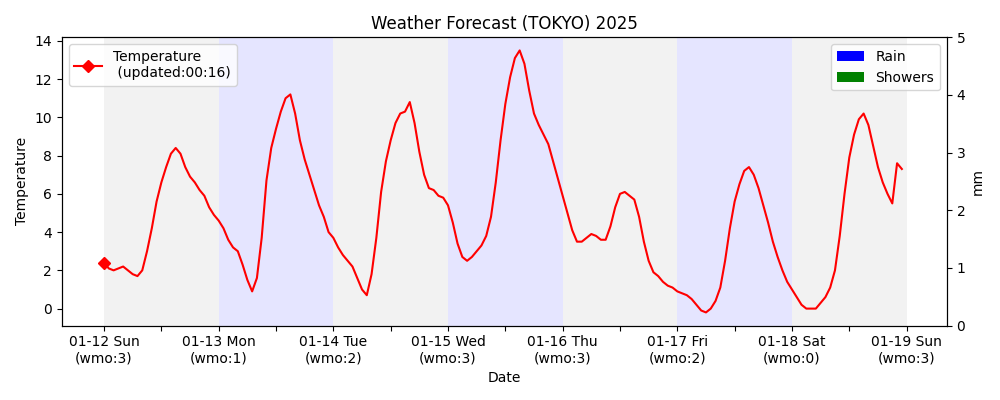 Weather Forecast (TOKYO) 2025
Temperature
(updated:00:16)
Rain
Showers
14
12
10
8
6
4
2
0
Temperature
5
4
3
2
1
0
mm
01-12 Sun
(wmo:3)
01-13 Mon
(wmo:1)
01-14 Tue
(wmo:2)
01-15 Wed
(wmo:3)
01-16 Thu
(wmo:3)
01-17 Fri
(wmo:2)
01-18 Sat
(wmo:0)
01-19 Sun
(wmo:3)
Date